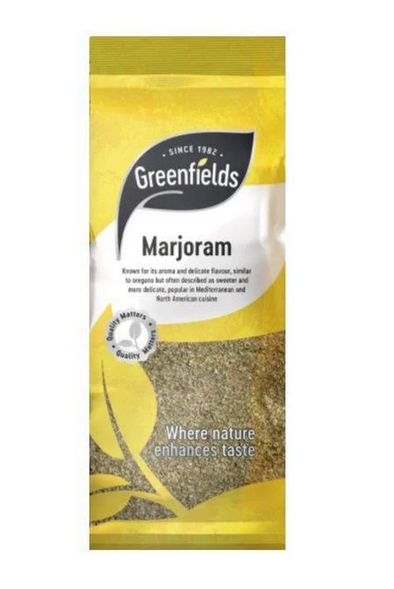 • SINCE 1982 •
Greenfields
Marjoram
Known for its aroma and delicate flavour, similar
to oregano but often described as sweeter and
more delicate, popular in Mediterranean and
North American cuisine
Quality Matters •
Quality Matters •
Where nature
enhances taste